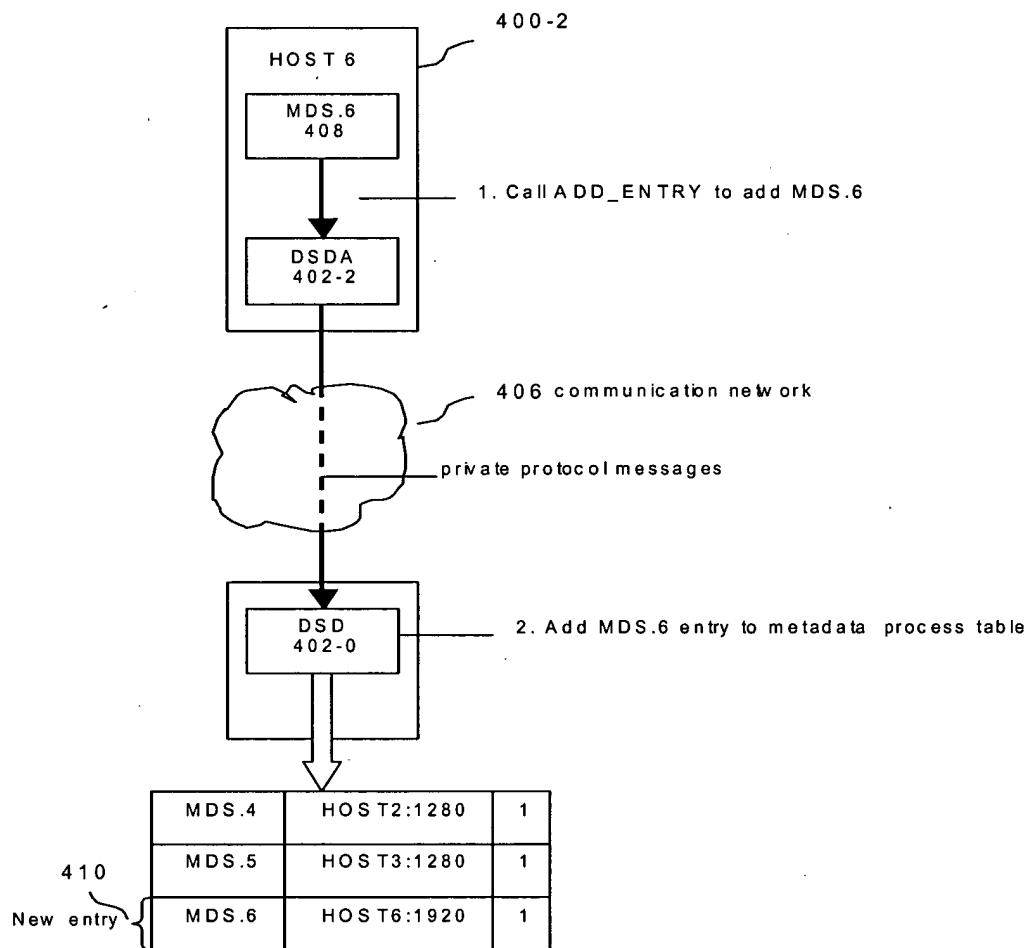 400-2
HOST 6
MDS.6
408
1. Call ADD_ENTRY to add MDS.6
DSDA
402-2
406 communication network
private protocol messages
DSD
402-0
2. Add MDS.6 entry to metadata process table
MDS.4 HOST2:1280 1
MDS.5 HOST3:1280 1
410
New entry
MDS.6 HOST6:1920 1